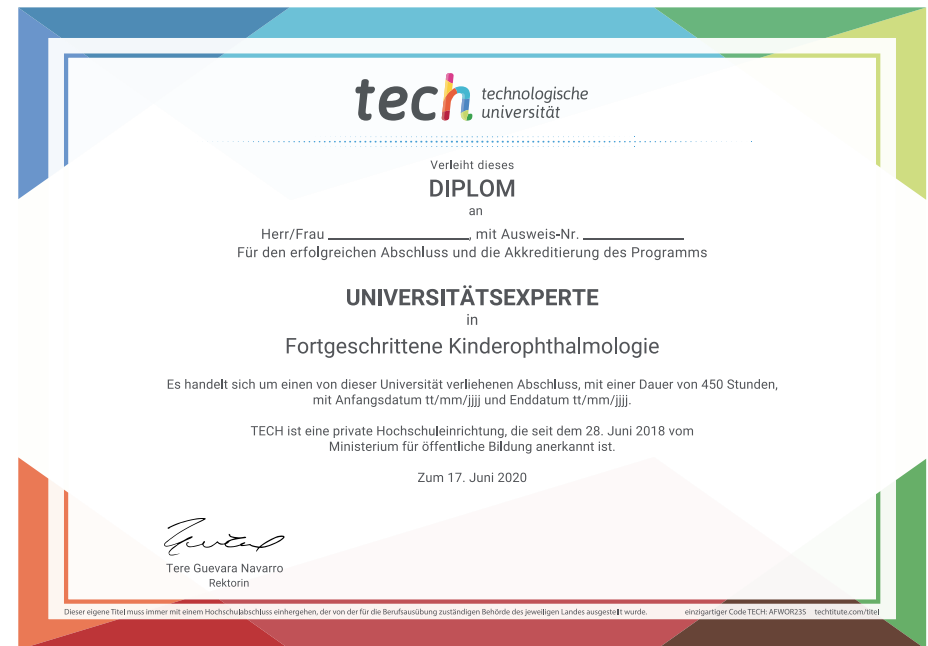 tech technologische
universität
Verleiht dieses
DIPLOM
an
Herr/Frau ____________________, mit Ausweis-Nr. ______________
Für den erfolgreichen Abschluss und die Akkreditierung des Programms
UNIVERSITÄTSEXPERTE
in
Fortgeschrittene Kinderophthalmologie
Es handelt sich um einen von dieser Universität verliehenen Abschluss, mit einer Dauer von 450 Stunden,
mit Anfangsdatum tt/mm/jjjj und Enddatum tt/mm/jjjj.
TECH ist eine private Hochschuleinrichtung, die seit dem 28. Juni 2018 vom
Ministerium für öffentliche Bildung anerkannt ist.
Zum 17. Juni 2020
Tere Guevara Navarro
Rektorin
Dieser eigene Titel muss immer mit einem Hochschulabschluss einhergehen, der von der für die Berufsausübung zuständigen Behörde des jeweiligen Landes ausgestellt wurde. einzigartiger Code TECH: AFWOR23S techtitute.com/titel